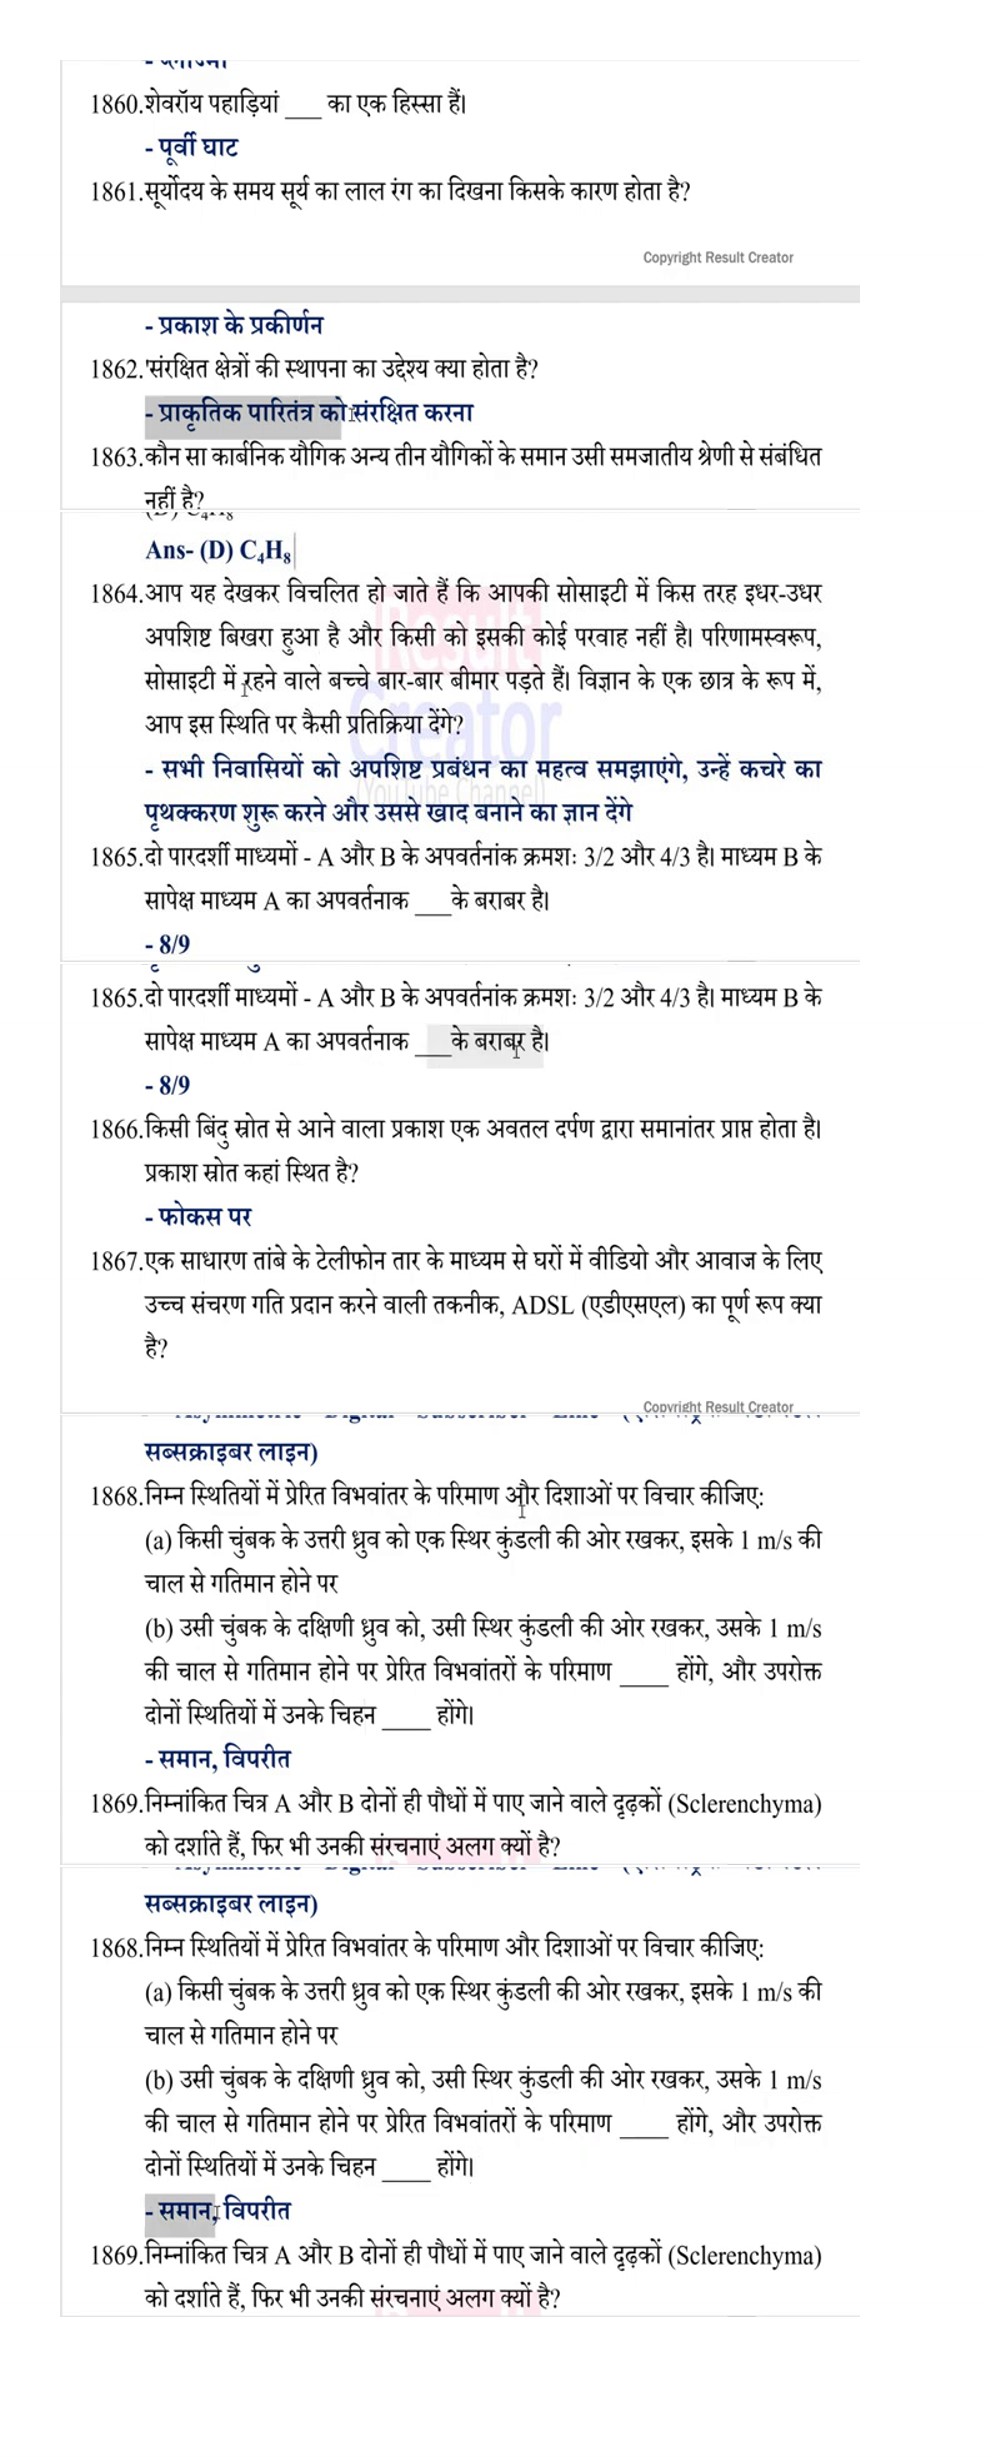 1860.शेवरॉय पहाड़ियां ___ का एक हिस्सा हैं।
- पूर्वी घाट
1861.सूर्योदय के समय सूर्य का लाल रंग का दिखना किसके कारण होता है?
Copyright Result Creator
- प्रकाश के प्रकीर्णन
1862.'संरक्षित क्षेत्रों की स्थापना का उद्देश्य क्या होता है?
- प्राकृतिक पारितंत्र को संरक्षित करना
1863.कौन सा कार्बनिक यौगिक अन्य तीन यौगिकों के समान उसी समजातीय श्रेणी से संबंधित
नहीं है?
Ans- (D) C₄H₈
1864.आप यह देखकर विचलित हो जाते हैं कि आपकी सोसाइटी में किस तरह इधर-उधर
अपशिष्ट बिखरा हुआ है और किसी को इसकी कोई परवाह नहीं है। परिणामस्वरूप,
सोसाइटी में रहने वाले बच्चे बार-बार बीमार पड़ते हैं। विज्ञान के एक छात्र के रूप में,
आप इस स्थिति पर कैसी प्रतिक्रिया देंगे?
- सभी निवासियों को अपशिष्ट प्रबंधन का महत्व समझाएंगे, उन्हें कचरे का
पृथक्करण शुरू करने और उससे खाद बनाने का ज्ञान देंगे
Result
Creator
(YouTube Channel)
1865.दो पारदर्शी माध्यमों - A और B के अपवर्तनांक क्रमशः 3/2 और 4/3 है। माध्यम B के
सापेक्ष माध्यम A का अपवर्तनाक ___के बराबर है।
- 8/9
1865.दो पारदर्शी माध्यमों - A और B के अपवर्तनांक क्रमशः 3/2 और 4/3 है। माध्यम B के
सापेक्ष माध्यम A का अपवर्तनाक ___के बराबर है।
- 8/9
1866.किसी बिंदु स्रोत से आने वाला प्रकाश एक अवतल दर्पण द्वारा समानांतर प्राप्त होता है।
प्रकाश स्रोत कहां स्थित है?
- फोकस पर
1867.एक साधारण तांबे के टेलीफोन तार के माध्यम से घरों में वीडियो और आवाज के लिए
उच्च संचरण गति प्रदान करने वाली तकनीक, ADSL (एडीएसएल) का पूर्ण रूप क्या
है?
Copyright Result Creator
सब्सक्राइबर लाइन)
1868.निम्न स्थितियों में प्रेरित विभवांतर के परिमाण और दिशाओं पर विचार कीजिए:
(a) किसी चुंबक के उत्तरी ध्रुव को एक स्थिर कुंडली की ओर रखकर, इसके 1 m/s की
चाल से गतिमान होने पर
(b) उसी चुंबक के दक्षिणी ध्रुव को, उसी स्थिर कुंडली की ओर रखकर, उसके 1 m/s
की चाल से गतिमान होने पर प्रेरित विभवांतरों के परिमाण ____ होंगे, और उपरोक्त
दोनों स्थितियों में उनके चिहन ____ होंगे।
- समान, विपरीत
1869.निम्नांकित चित्र A और B दोनों ही पौधों में पाए जाने वाले दृढ़कों (Sclerenchyma)
को दर्शाते हैं, फिर भी उनकी संरचनाएं अलग क्यों है?
सब्सक्राइबर लाइन)
1868.निम्न स्थितियों में प्रेरित विभवांतर के परिमाण और दिशाओं पर विचार कीजिए:
(a) किसी चुंबक के उत्तरी ध्रुव को एक स्थिर कुंडली की ओर रखकर, इसके 1 m/s की
चाल से गतिमान होने पर
(b) उसी चुंबक के दक्षिणी ध्रुव को, उसी स्थिर कुंडली की ओर रखकर, उसके 1 m/s
की चाल से गतिमान होने पर प्रेरित विभवांतरों के परिमाण ____ होंगे, और उपरोक्त
दोनों स्थितियों में उनके चिहन ____ होंगे।
- समान, विपरीत
1869.निम्नांकित चित्र A और B दोनों ही पौधों में पाए जाने वाले दृढ़कों (Sclerenchyma)
को दर्शाते हैं, फिर भी उनकी संरचनाएं अलग क्यों है?